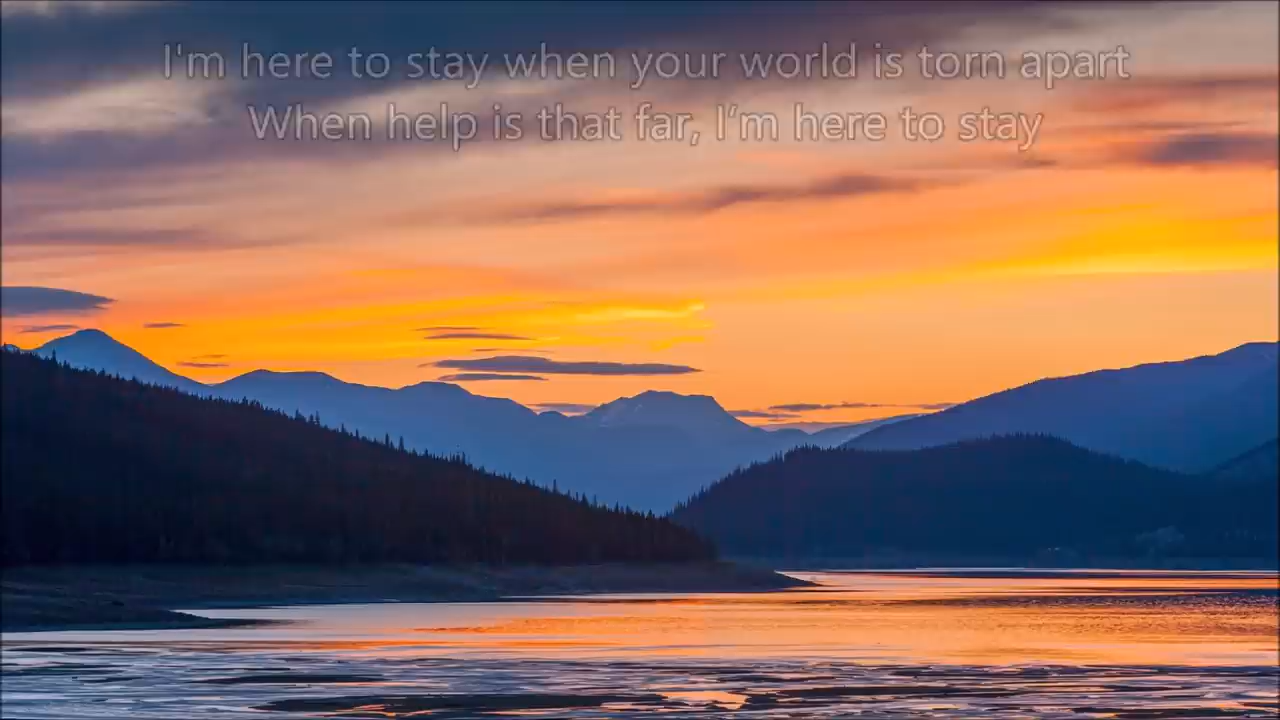 I'm here to stay when your world is torn apart
When help is that far, I'm here to stay